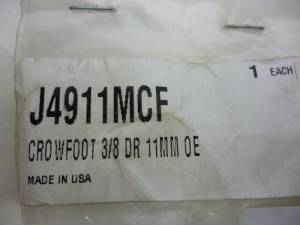 1 EACH
J4911MCF
CROWFOOT 3/8 DR 11MM OE
MADE IN USA